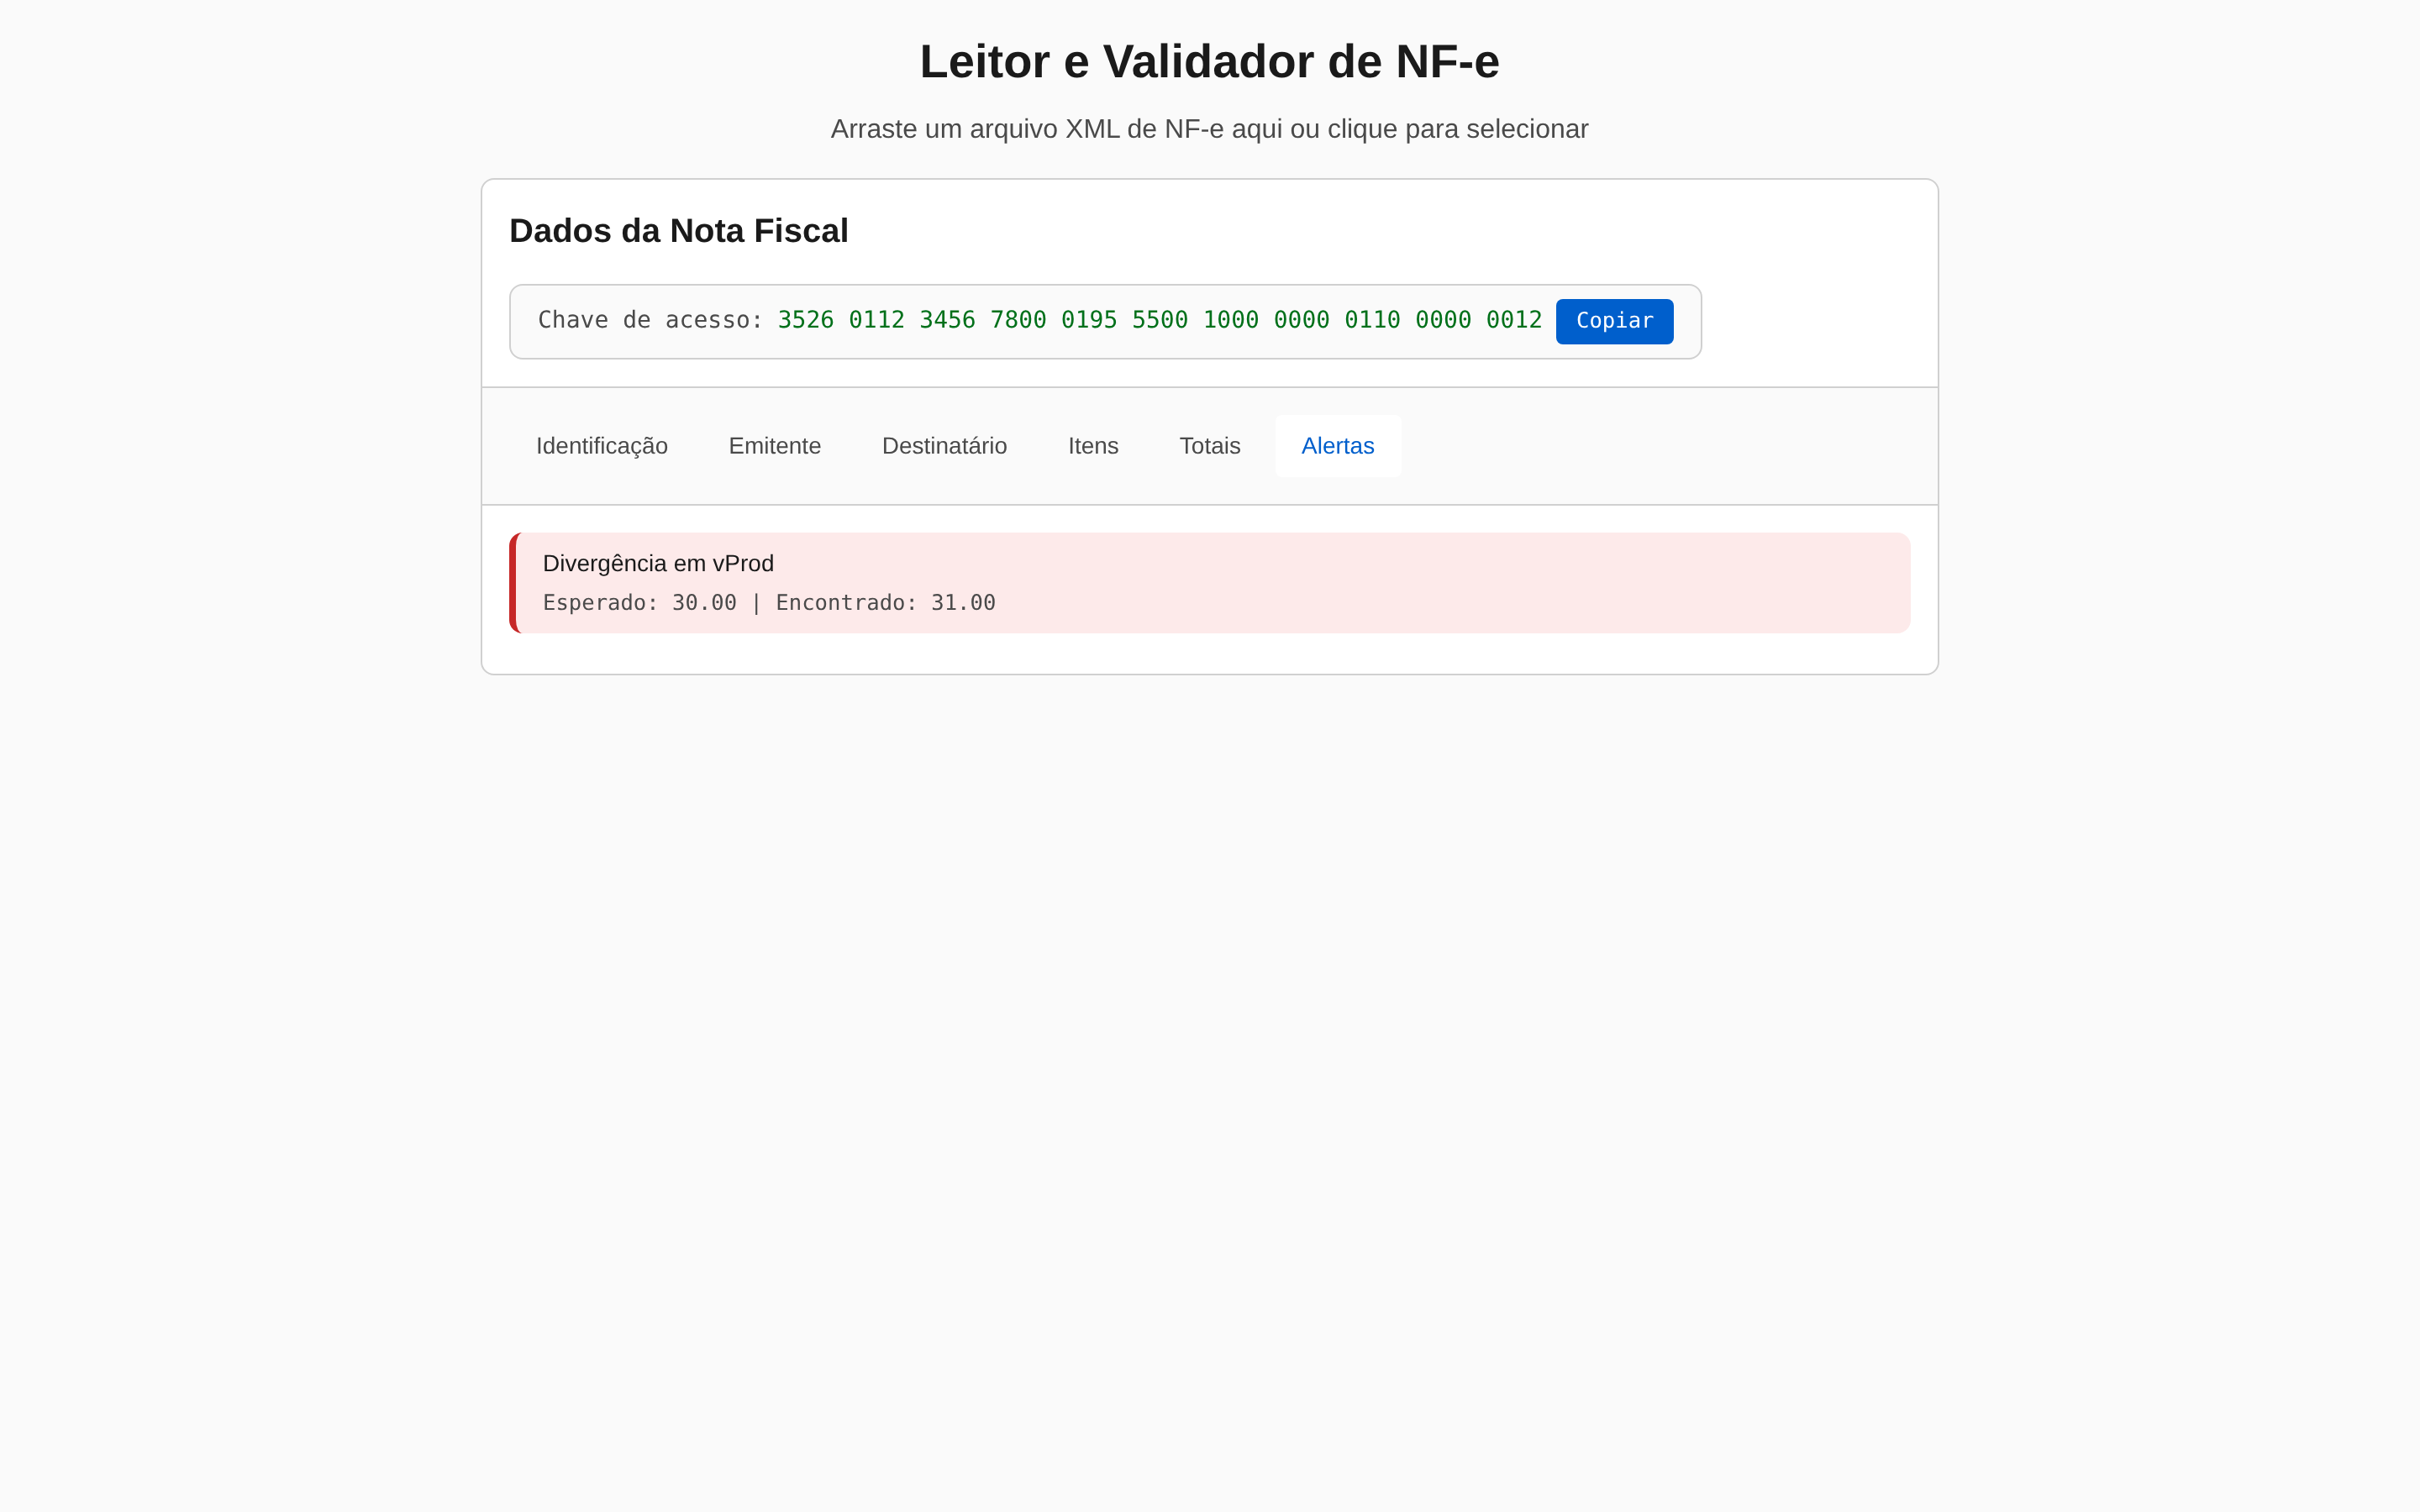 Leitor e Validador de NF-e
Arraste um arquivo XML de NF-e aqui ou clique para selecionar
Dados da Nota Fiscal
Chave de acesso: 3526 0112 3456 7800 0195 5500 1000 0000 0110 0000 0012 Copiar
Identificação Emitente Destinatário Itens Totais Alertas
Divergência em vProd
Esperado: 30.00 | Encontrado: 31.00